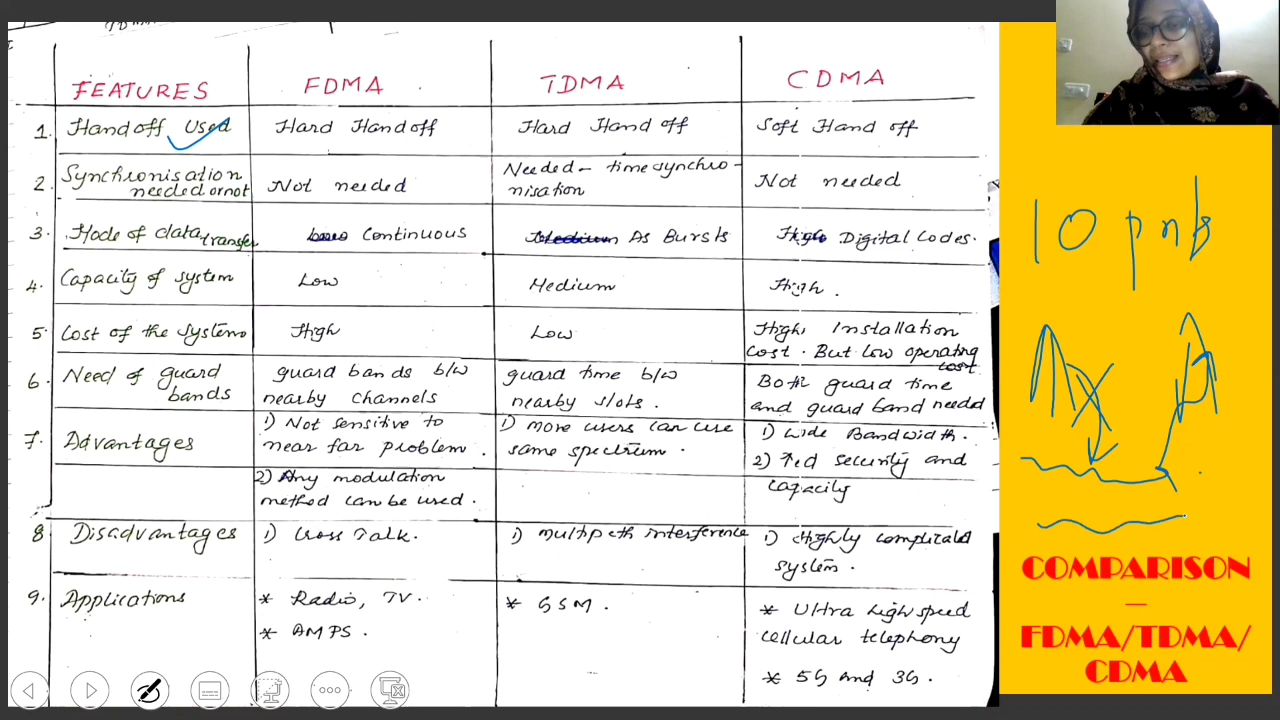 FEATURES FDMA TDMA CDMA
1. Handoff Used Hard Handoff Hard Hand off Soft Hand off
2. Synchronisation needed or not Not needed Needed - time synchro-nisation Not needed
3. Mode of data transfer Continuous As Bursts Digital Codes.
4. Capacity of system Low Medium High.
5. Cost of the systems High Low High, Installation cost. But low operating cost
6. Need of guard bands guard bands b/w nearby channels guard time b/w nearby slots. Both guard time and guard band needed
7. Davantages 1) Not sensitive to near far problem. 1) more users can use same spectrum. 1) Wide Bandwidth.
2) Any modulation method can be used. 2) ↑ed security and capacity
8. Disadvantages 1) Cross Talk. 1) multipath interference 1) Highly complicated system.
9. Applications * Radio, TV. * GSM. * Ultra high speed cellular telephony
* AMPS. * 5G and 3G.
COMPARISON
–
FDMA/TDMA/
CDMA